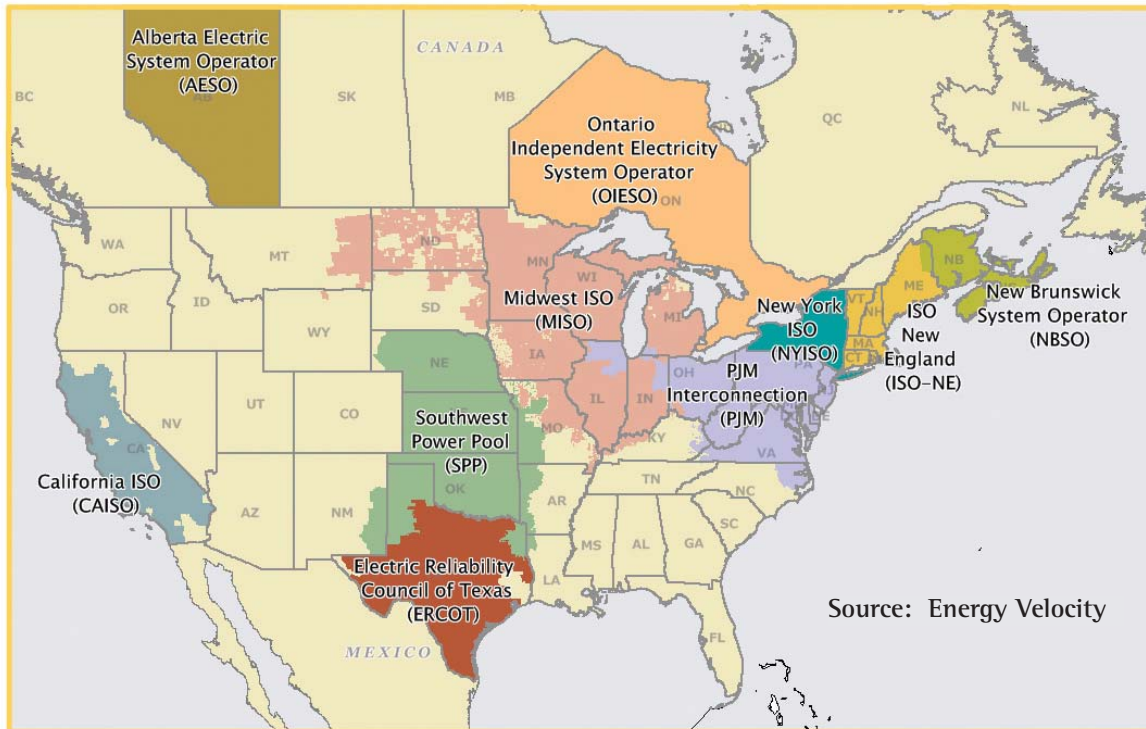 Alberta Electric
System Operator
(AESO)
AB
CANADA
BC
SK
MB
QC
NL
Ontario
Independent Electricity
System Operator
(OIESO)
ON
WA
MT
ND
MN
WI
MI
OR
ID
SD
WY
Midwest ISO
(MISO)
New York
ISO
(NYISO)
VT
NH
ME
NB
MA
CT
ISO
New
England
(ISO-NE)
New Brunswick
System Operator
(NBSO)
NE
IA
IL
IN
OH
PA
PJM
Interconnection
(PJM)
DE
NV
UT
CO
Southwest
Power Pool
(SPP)
MO
KY
VA
CA
California ISO
(CAISO)
AZ
NM
OK
AR
TN
NC
SC
MS
AL
GA
LA
FL
Electric Reliability
Council of Texas
(ERCOT)
MEXICO
Source: Energy Velocity